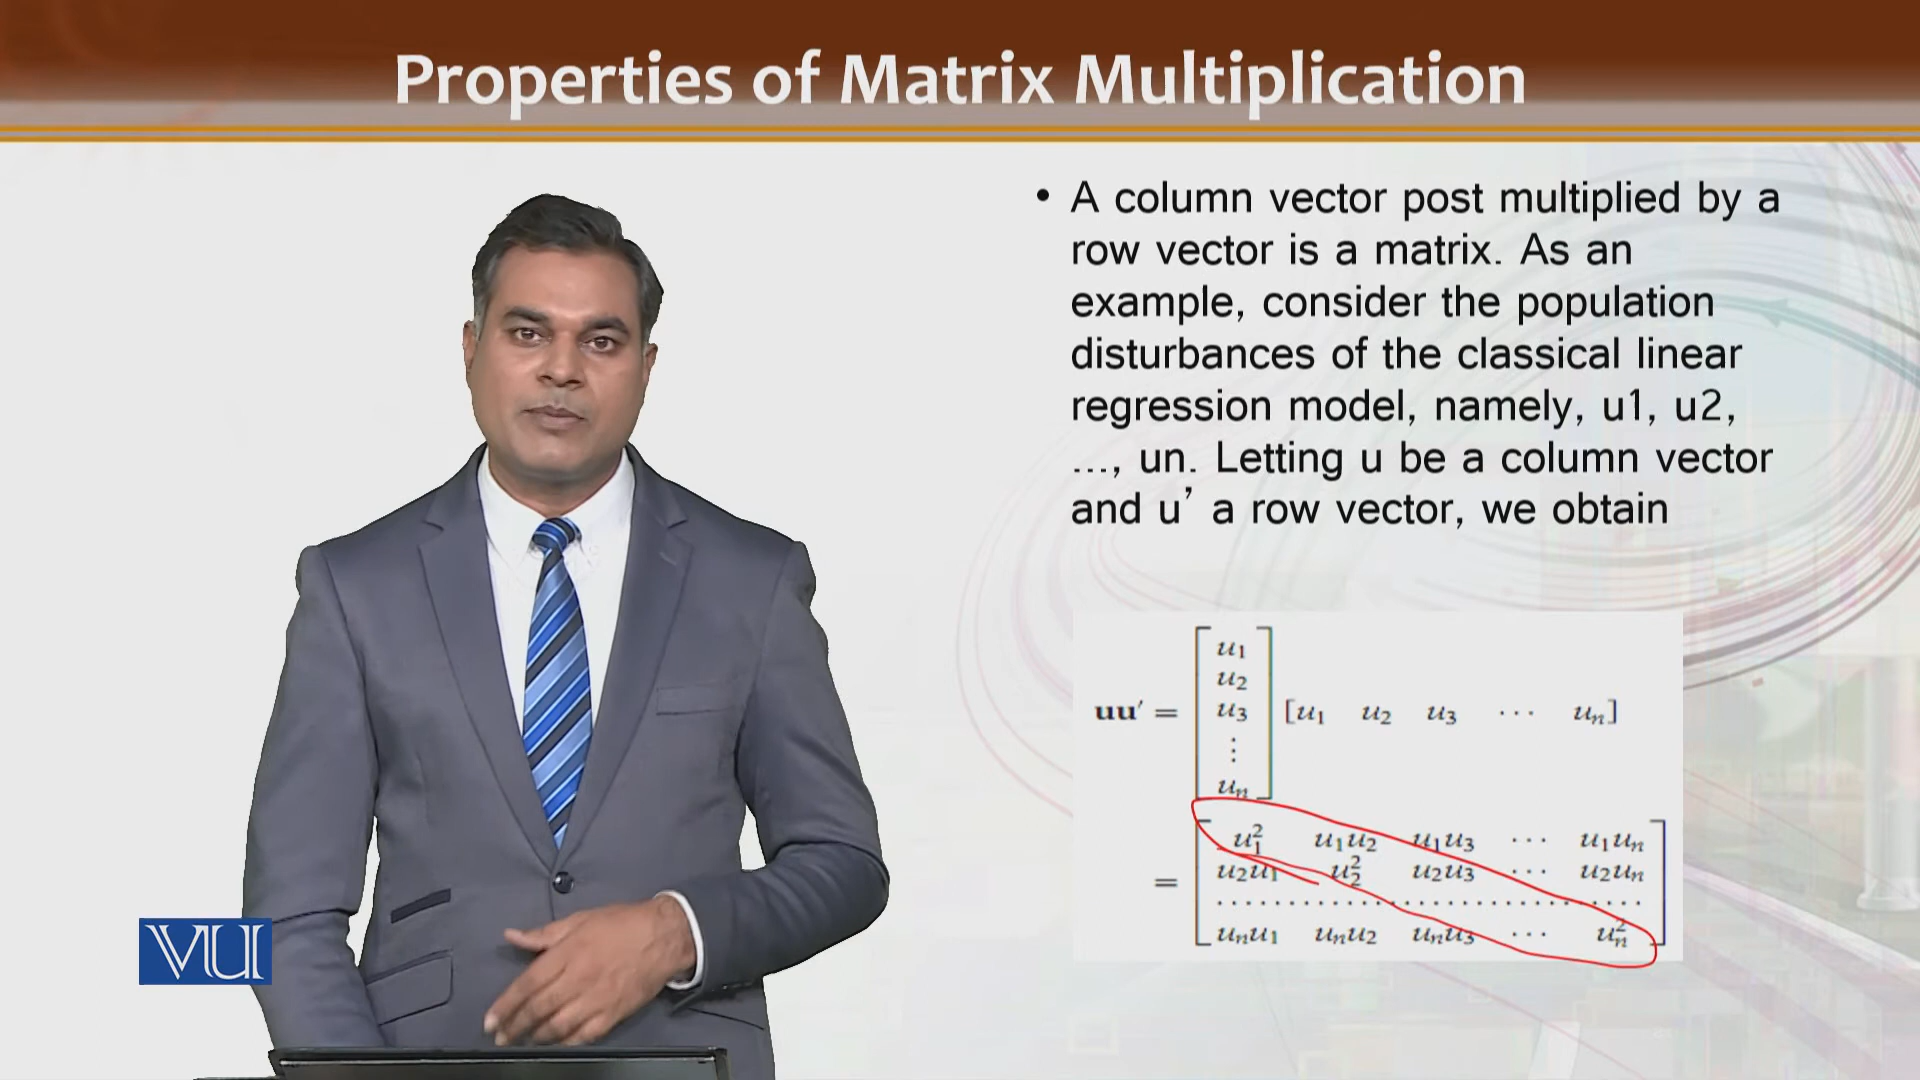 Properties of Matrix Multiplication
• A column vector post multiplied by a
row vector is a matrix. As an
example, consider the population
disturbances of the classical linear
regression model, namely, u1, u2,
…, un. Letting u be a column vector
and u’ a row vector, we obtain
u₁
u₂
uu′ = u₃ [u₁ u₂ u₃ ⋯ uₙ]
⋮
uₙ
u₁² u₁u₂ u₁u₃ ⋯ u₁uₙ
= u₂u₁ u₂² u₂u₃ ⋯ u₂uₙ
..........................................
uₙu₁ uₙu₂ uₙu₃ ⋯ uₙ²
VU